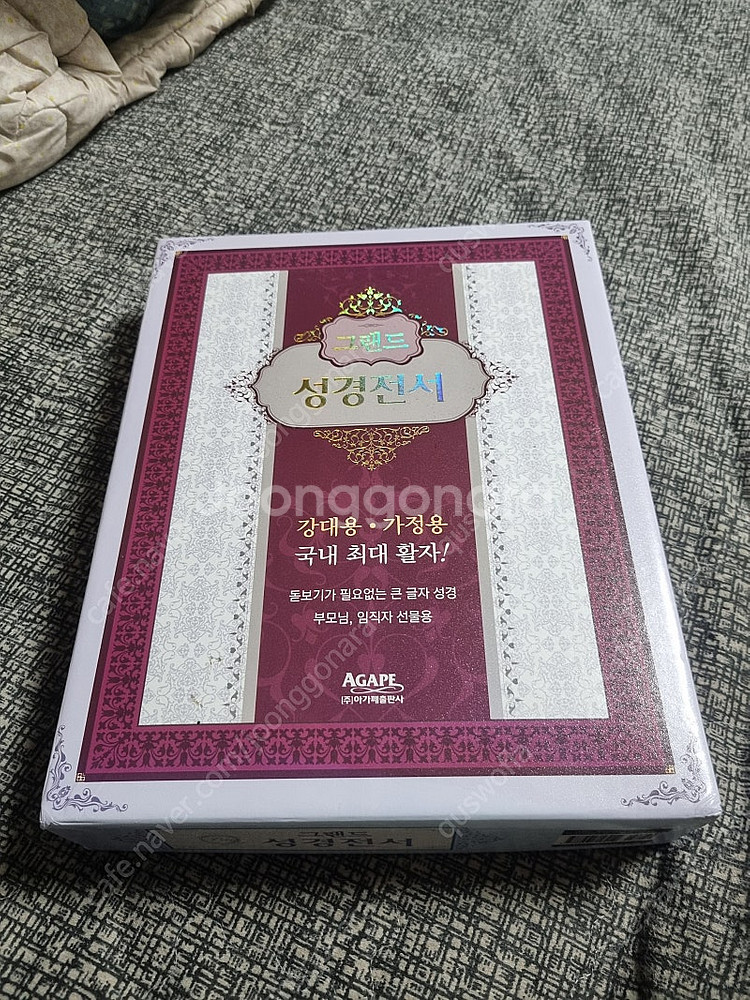 그랜드
성경전서
강대용 • 가정용
국내 최대 활자!
돋보기가 필요없는 큰 글자 성경
부모님, 임직자 선물용
AGAPE
(주)아가페출판사
그랜드
성경전서